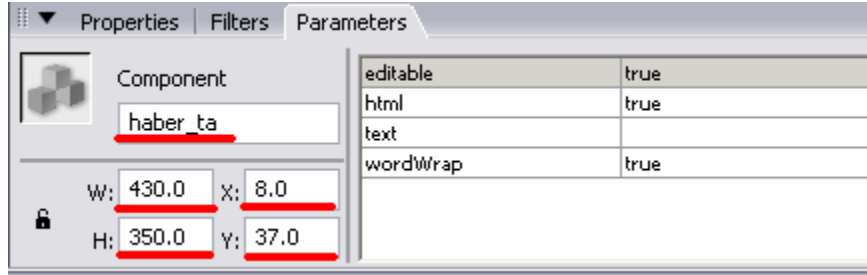 Properties Filters Parameters
Component
haber_ta
W: 430.0 X: 8.0
H: 350.0 Y: 37.0
editable true
html true
text
wordWrap true